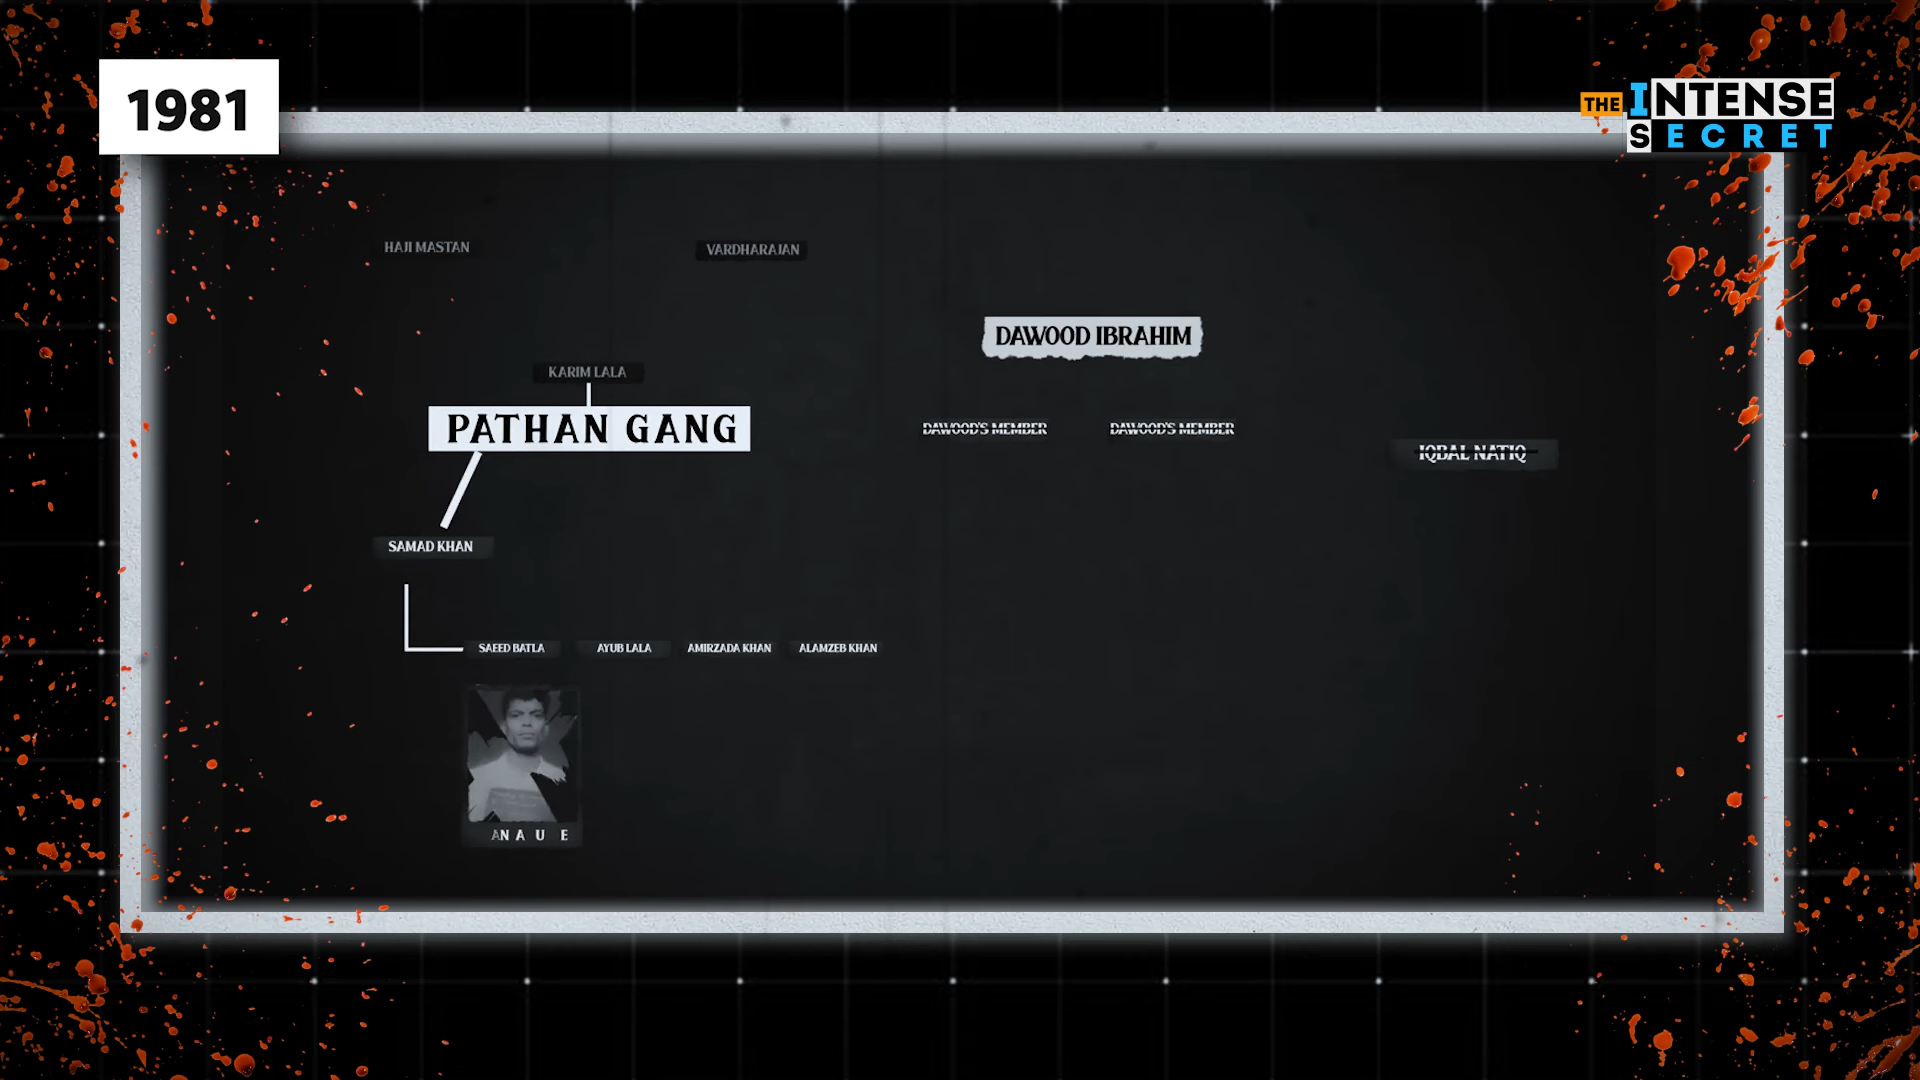 1981
THE INTENSE
SECRET
HAJI MASTAN
VARDHARAJAN
DAWOOD IBRAHIM
KARIM LALA
PATHAN GANG
DAWOOD'S MEMBER
DAWOOD'S MEMBER
IQBAL NATIQ
SAMAD KHAN
SAEED BATLA
AYUB LALA
AMIRZADA KHAN
ALAMZEB KHAN
ANAUE